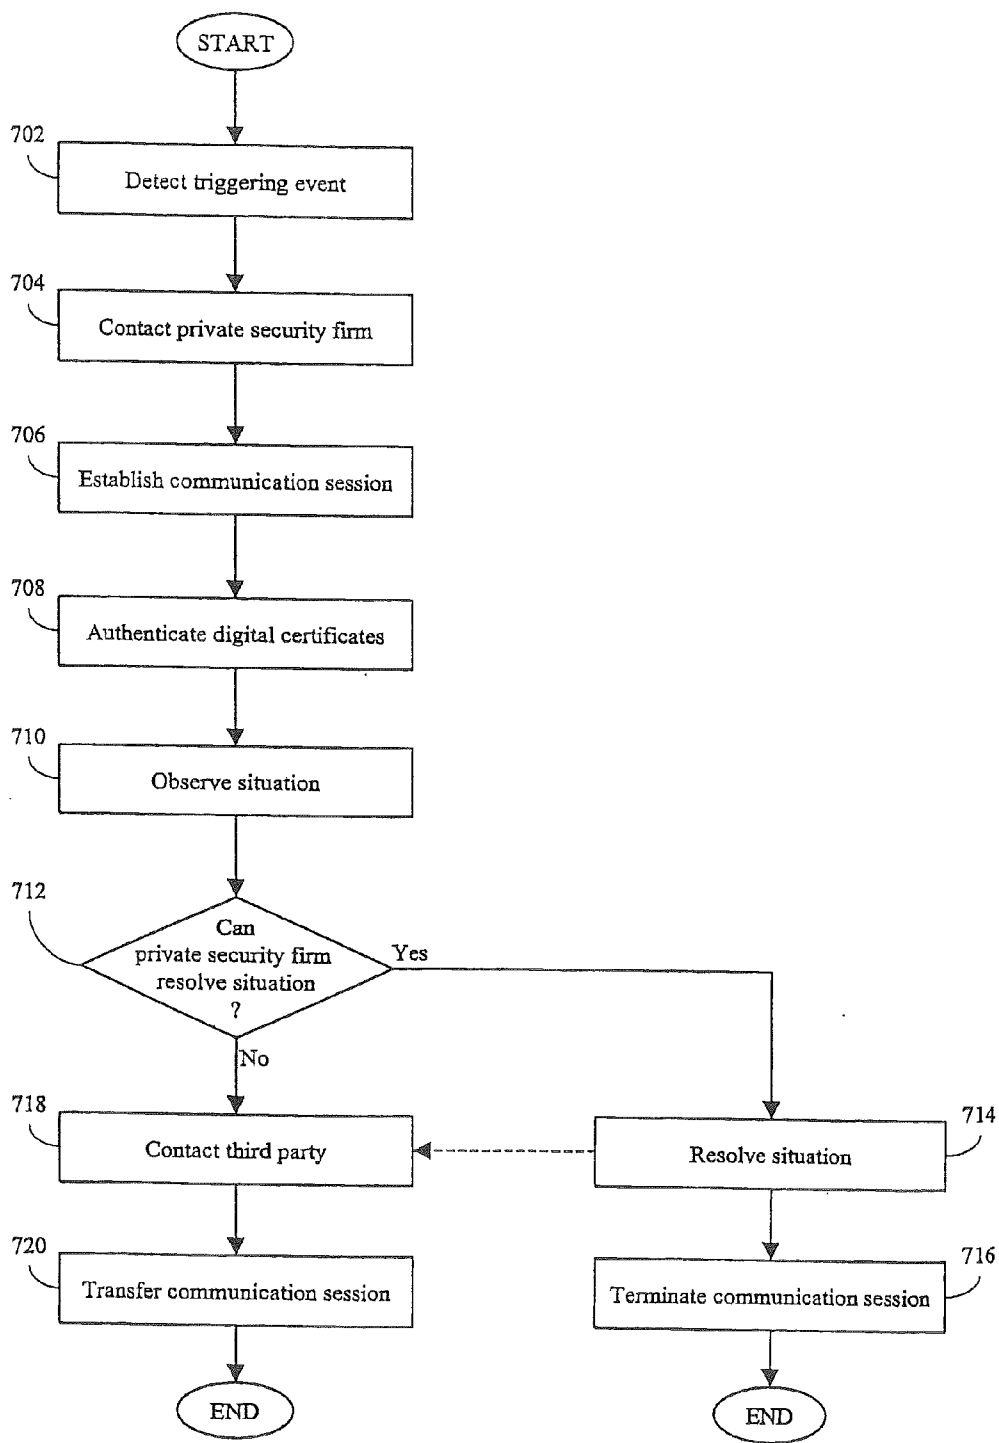 START
702
Detect triggering event
704
Contact private security firm
706
Establish communication session
708
Authenticate digital certificates
710
Observe situation
712
Can
private security firm
resolve situation
?
Yes
No
718
Contact third party
714
Resolve situation
720
Transfer communication session
716
Terminate communication session
END
END